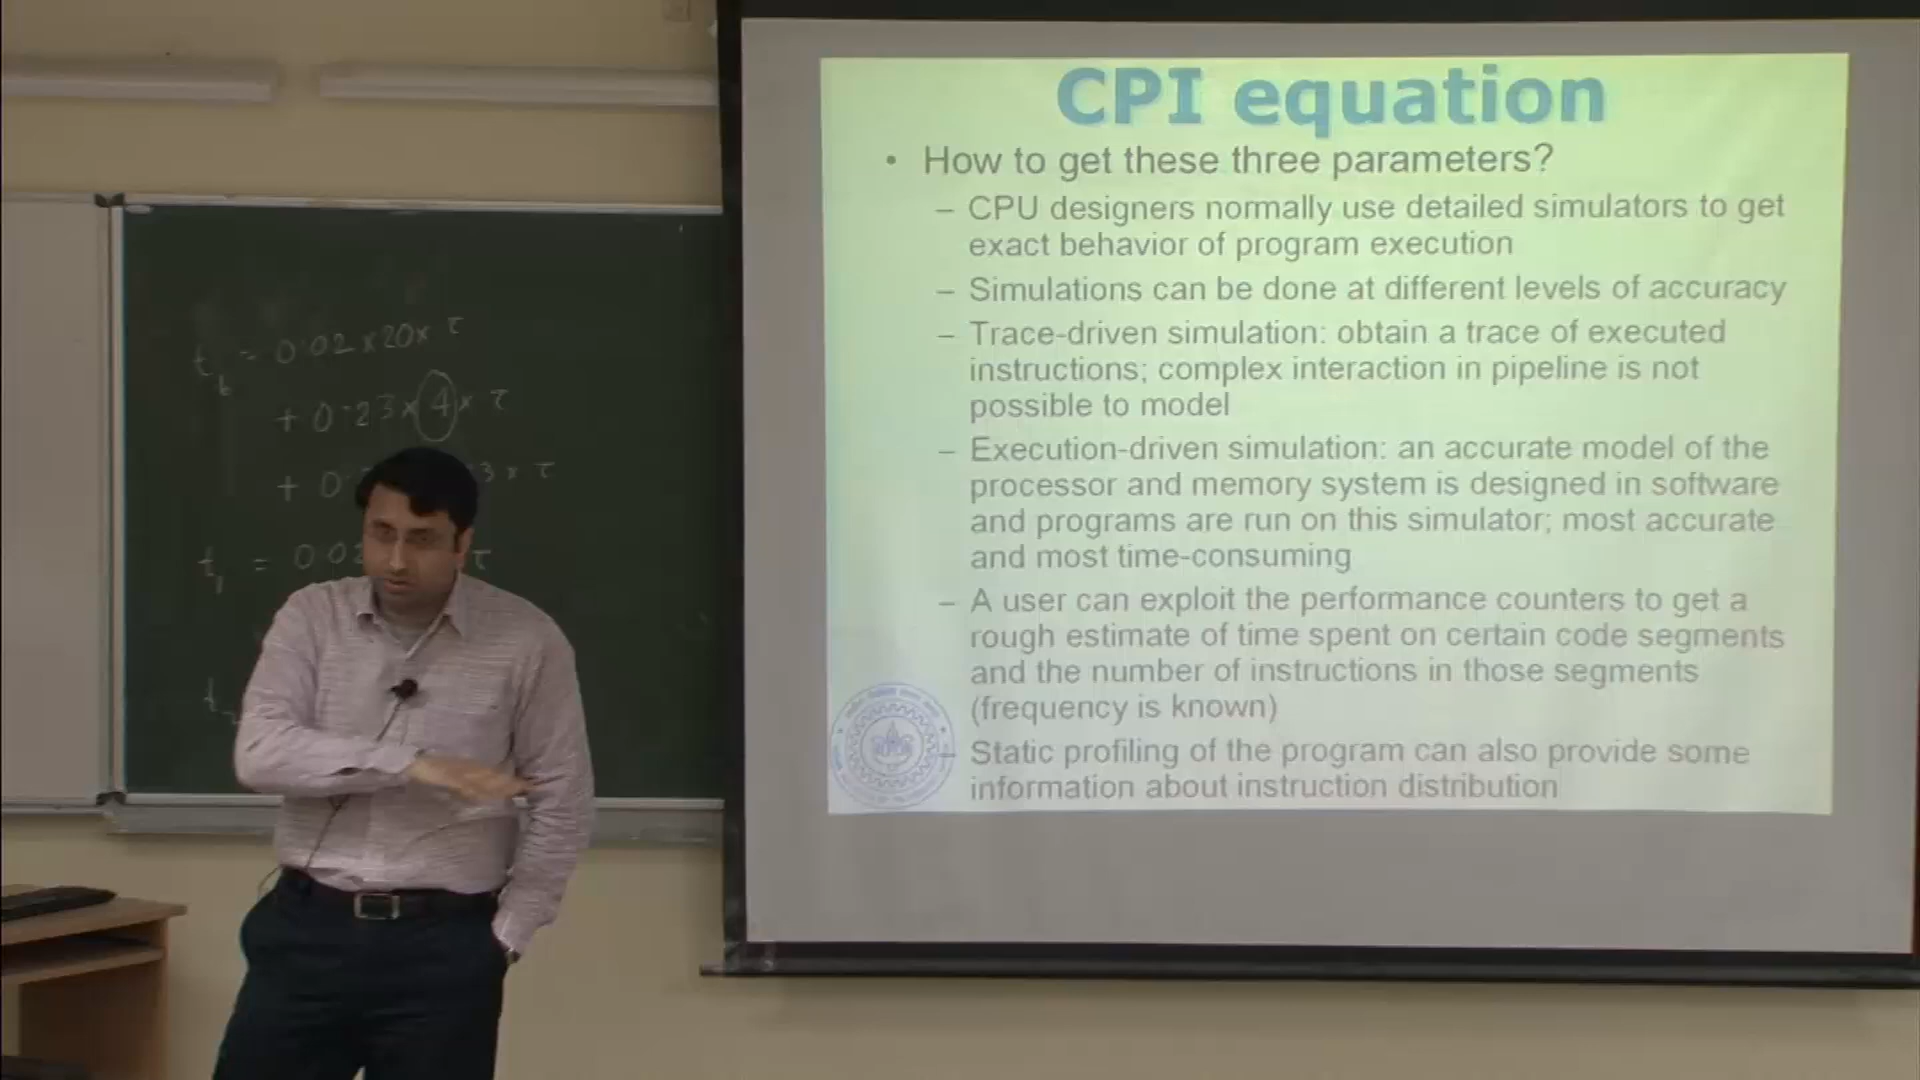 CPI equation
• How to get these three parameters?
– CPU designers normally use detailed simulators to get
exact behavior of program execution
– Simulations can be done at different levels of accuracy
– Trace-driven simulation: obtain a trace of executed
instructions; complex interaction in pipeline is not
possible to model
– Execution-driven simulation: an accurate model of the
processor and memory system is designed in software
and programs are run on this simulator; most accurate
and most time-consuming
– A user can exploit the performance counters to get a
rough estimate of time spent on certain code segments
and the number of instructions in those segments
(frequency is known)
– Static profiling of the program can also provide some
information about instruction distribution
= 0.02 x 20 x τ
+ 0.23 x 4 x τ
+ 0. 3 x τ
t₁ = 0.02 τ